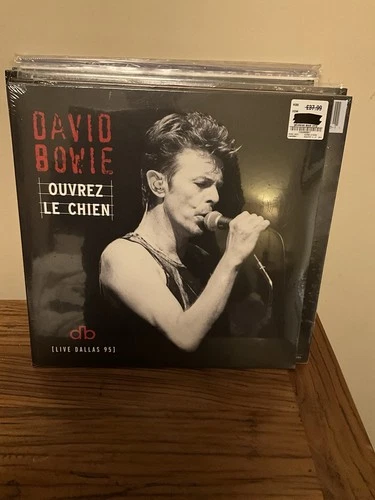 DAVID
BOWIE
OUVREZ
LE CHIEN
db
[LIVE DALLAS 95]
£37.99